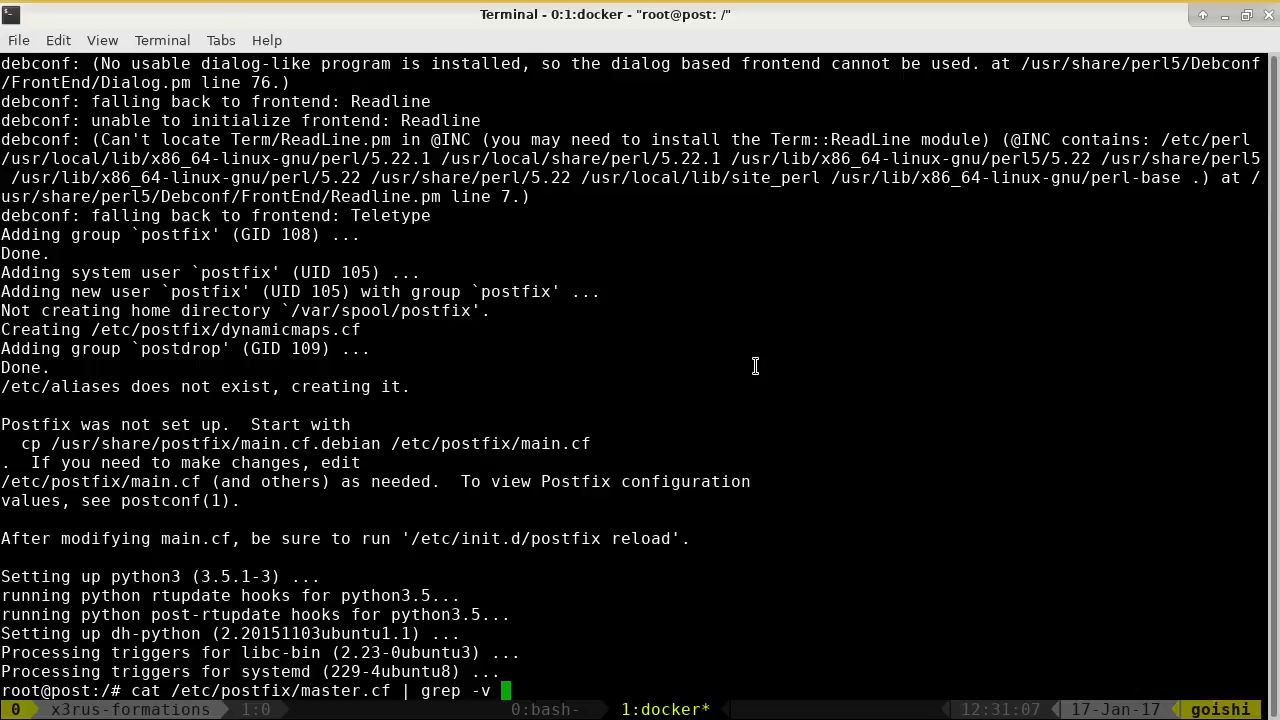 Terminal - 0:1:docker - "root@post: /"
File Edit View Terminal Tabs Help
debconf: (No usable dialog-like program is installed, so the dialog based frontend cannot be used. at /usr/share/perl5/Debconf
/FrontEnd/Dialog.pm line 76.)
debconf: falling back to frontend: Readline
debconf: unable to initialize frontend: Readline
debconf: (Can't locate Term/ReadLine.pm in @INC (you may need to install the Term::ReadLine module) (@INC contains: /etc/perl
/usr/local/lib/x86_64-linux-gnu/perl/5.22.1 /usr/local/share/perl/5.22.1 /usr/lib/x86_64-linux-gnu/perl5/5.22 /usr/share/perl5
 /usr/lib/x86_64-linux-gnu/perl/5.22 /usr/share/perl/5.22 /usr/local/lib/site_perl /usr/lib/x86_64-linux-gnu/perl-base .) at /
usr/share/perl5/Debconf/FrontEnd/Readline.pm line 7.)
debconf: falling back to frontend: Teletype
Adding group `postfix' (GID 108) ...
Done.
Adding system user `postfix' (UID 105) ...
Adding new user `postfix' (UID 105) with group `postfix' ...
Not creating home directory `/var/spool/postfix'.
Creating /etc/postfix/dynamicmaps.cf
Adding group `postdrop' (GID 109) ...
Done.
/etc/aliases does not exist, creating it.
Postfix was not set up.  Start with
  cp /usr/share/postfix/main.cf.debian /etc/postfix/main.cf
.  If you need to make changes, edit
/etc/postfix/main.cf (and others) as needed.  To view Postfix configuration
values, see postconf(1).
After modifying main.cf, be sure to run '/etc/init.d/postfix reload'.
Setting up python3 (3.5.1-3) ...
running python rtupdate hooks for python3.5...
running python post-rtupdate hooks for python3.5...
Setting up dh-python (2.20151103ubuntu1.1) ...
Processing triggers for libc-bin (2.23-0ubuntu3) ...
Processing triggers for systemd (229-4ubuntu8) ...
root@post:/# cat /etc/postfix/master.cf | grep -v
0 x3rus-formations 1:0 0:bash- 1:docker* 12:31:07 17-Jan-17 goishi